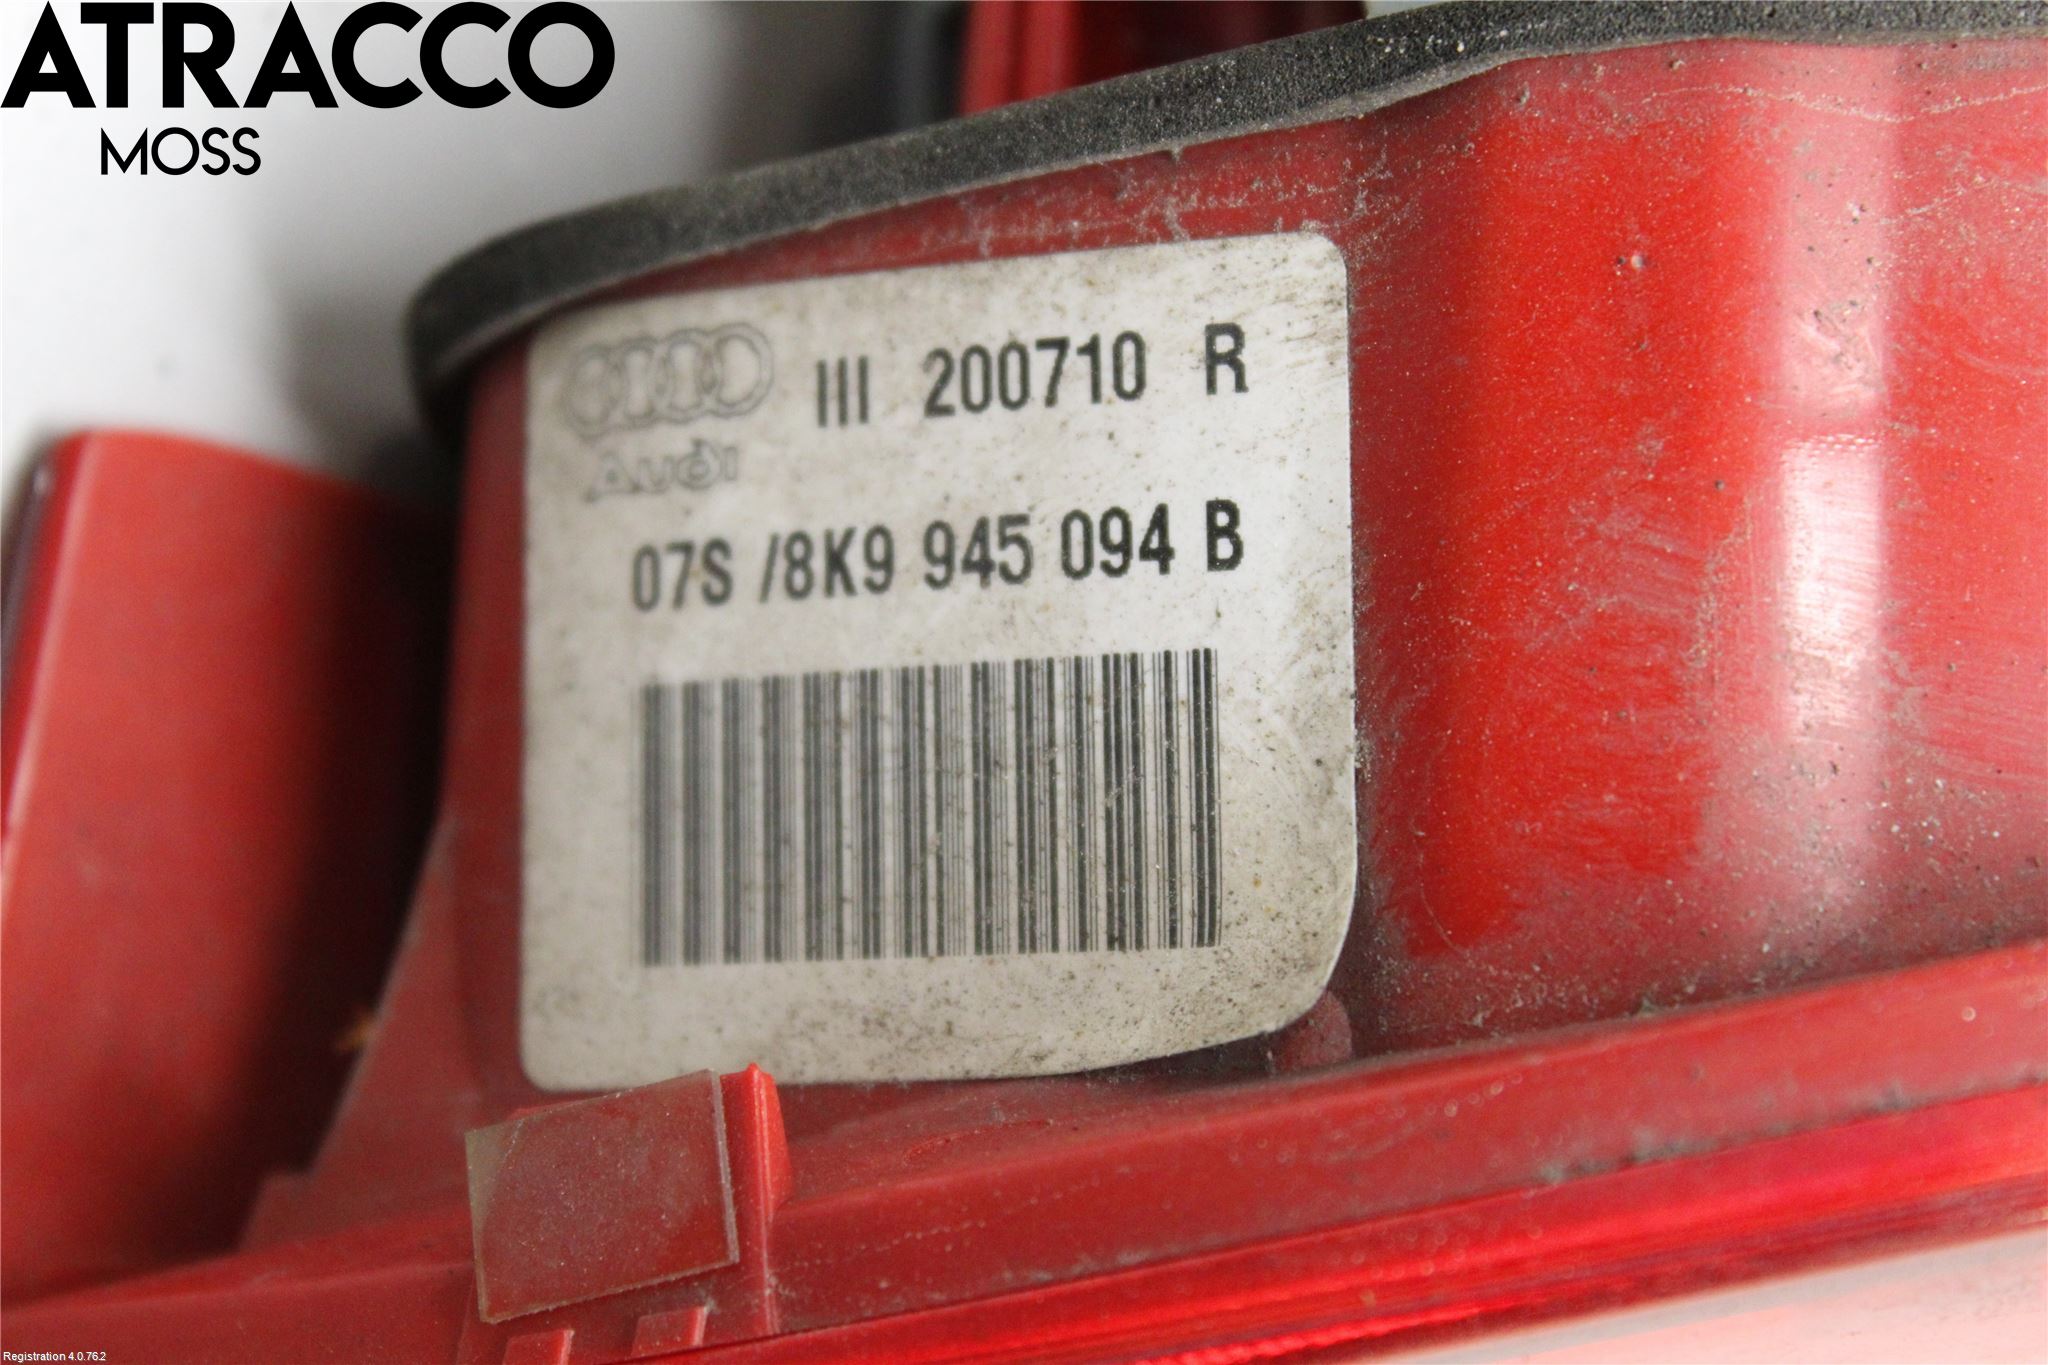 ATRACCO
MOSS
III 200710 R
Audi
07S /8K9 945 094 B
Registration 4.0.76.2